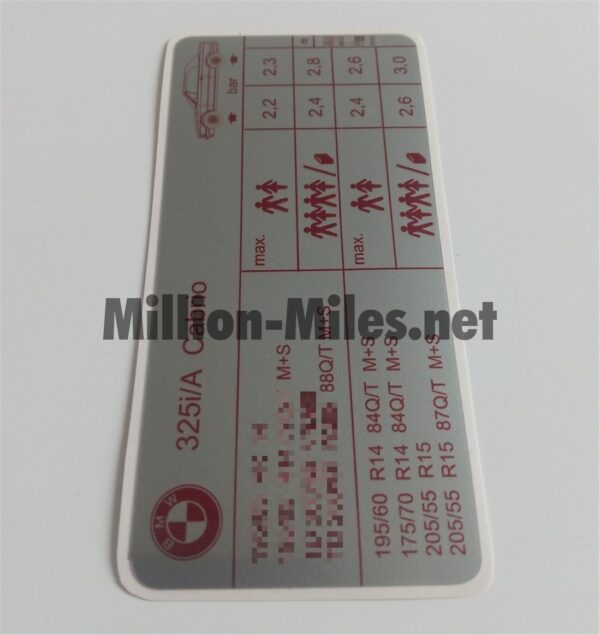 BMW 325i/A Cabrio bar
max. 2,2 2,3
M+S
88Q/T M+S 2,4 2,8
195/60 R14 84Q/T M+S max. 2,4 2,6
175/70 R14 84Q/T M+S
205/55 R15
205/55 R15 87Q/T M+S 2,6 3,0
Million-Miles.net